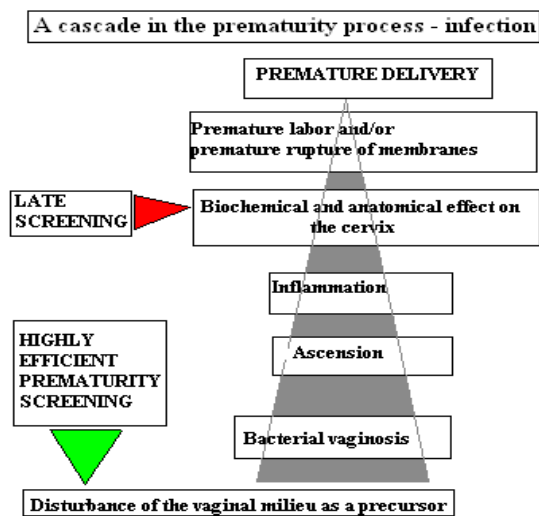 A cascade in the prematurity process - infection
PREMATURE DELIVERY
Premature labor and/or
premature rupture of membranes
LATE
SCREENING
Biochemical and anatomical effect on
the cervix
Inflammation
HIGHLY
EFFICIENT
PREMATURITY
SCREENING
Ascension
Bacterial vaginosis
Disturbance of the vaginal milieu as a precursor